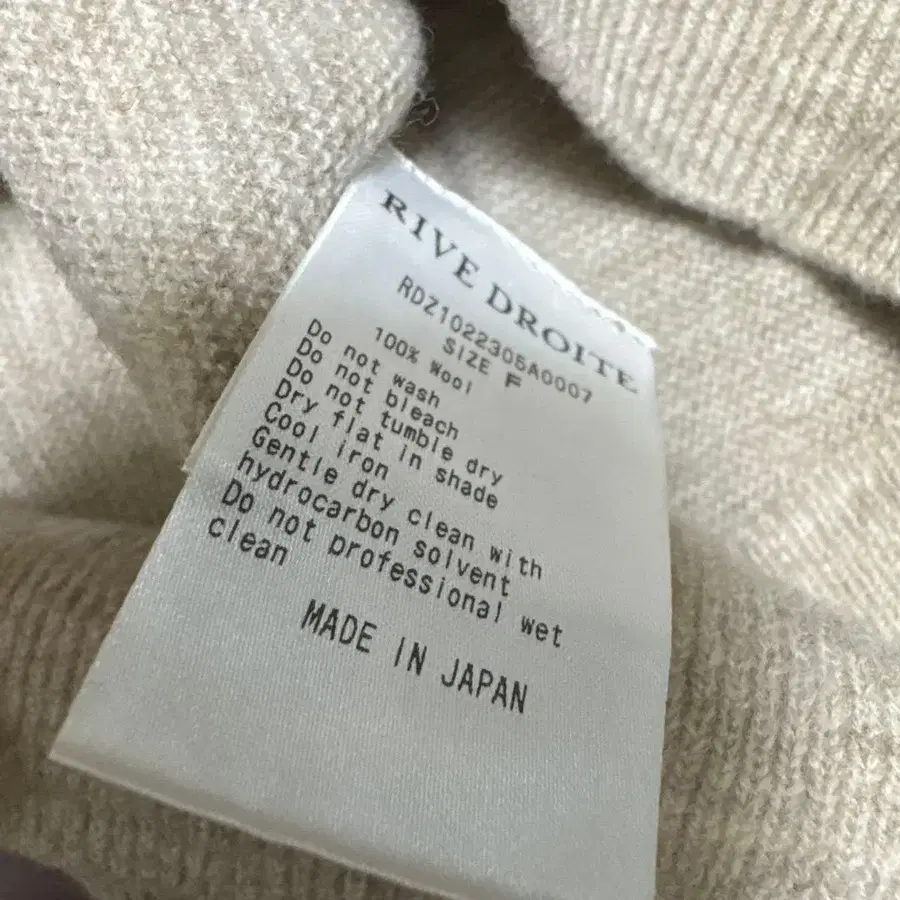 RIVE DROITE
RDZ1022305A0007
SIZE F
100% Wool
Do not wash
Do not bleach
Do not tumble dry
Dry flat in shade
Cool iron
Gentle dry clean with
hydrocarbon solvent
Do not professional wet
clean
MADE IN JAPAN